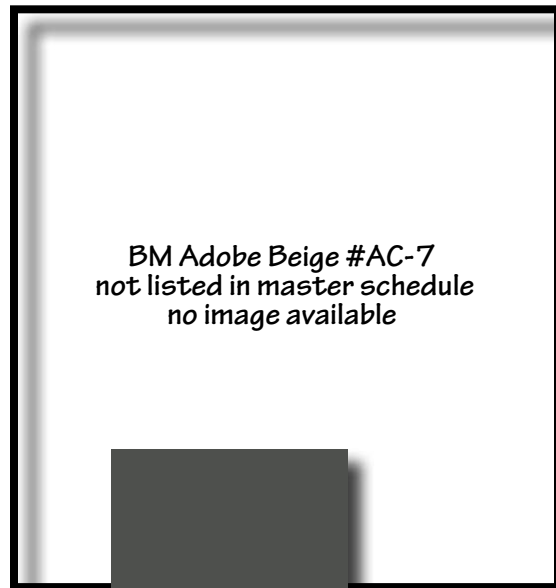 BM Adobe Beige #AC-7
not listed in master schedule
no image available